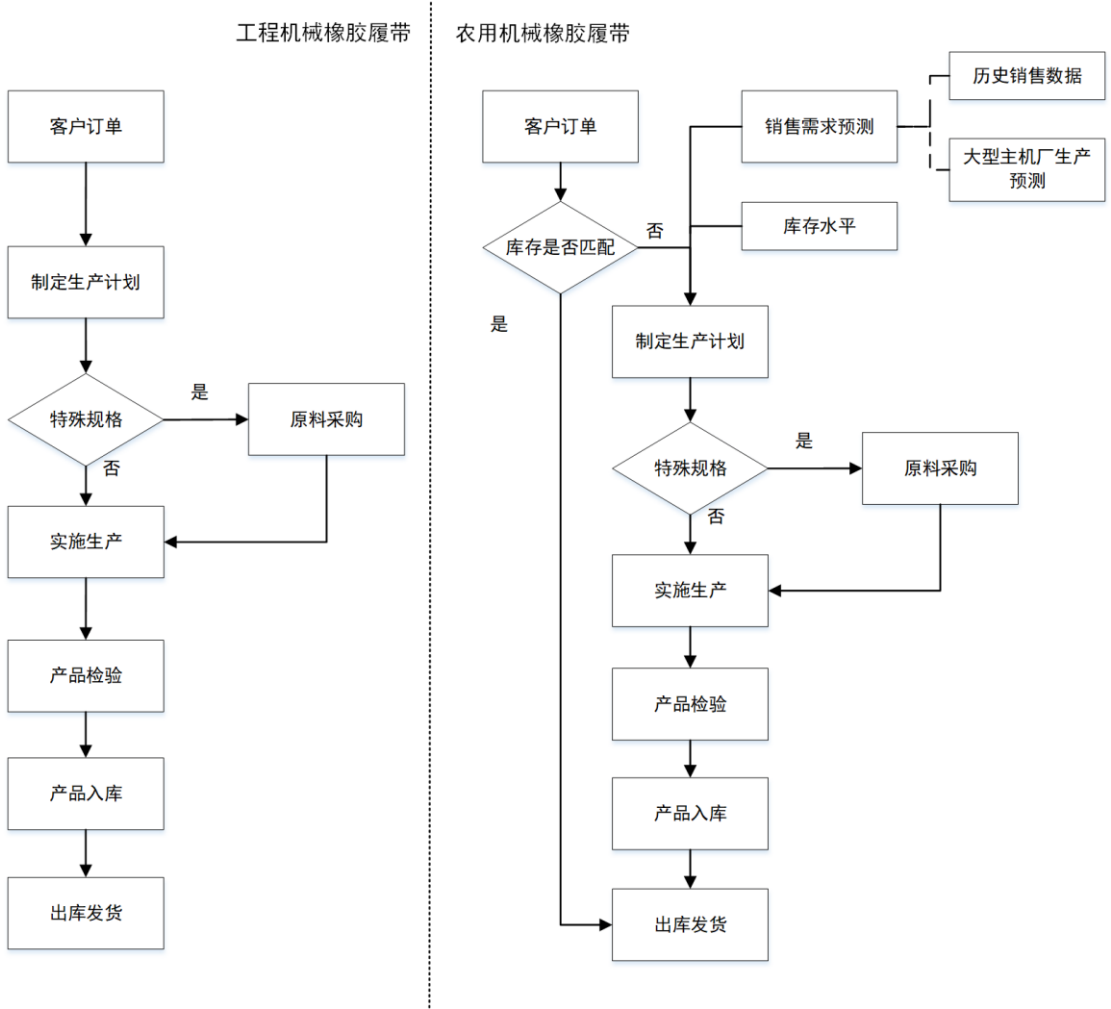 工程机械橡胶履带
客户订单
制定生产计划
特殊规格
是
原料采购
否
实施生产
产品检验
产品入库
出库发货
农用机械橡胶履带
客户订单
销售需求预测
历史销售数据
大型主机厂生产
预测
库存水平
库存是否匹配
否
是
制定生产计划
特殊规格
是
原料采购
否
实施生产
产品检验
产品入库
出库发货